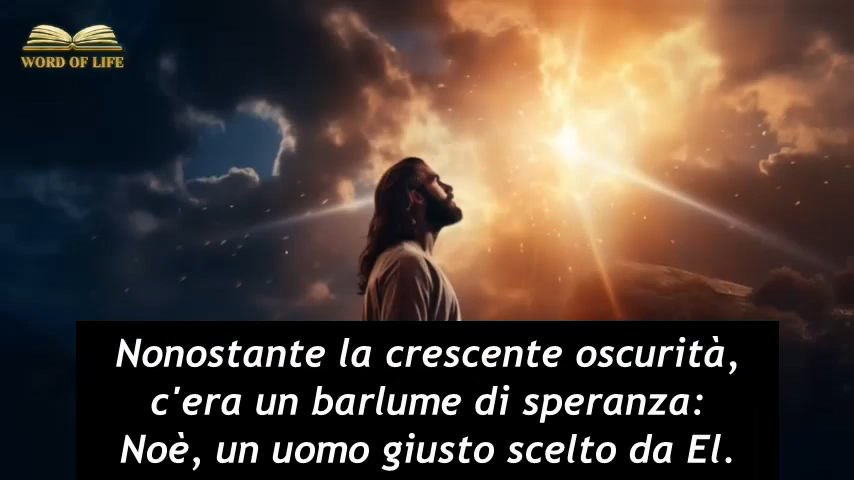 WORD OF LIFE
Nonostante la crescente oscurità,
c'era un barlume di speranza:
Noè, un uomo giusto scelto da El.